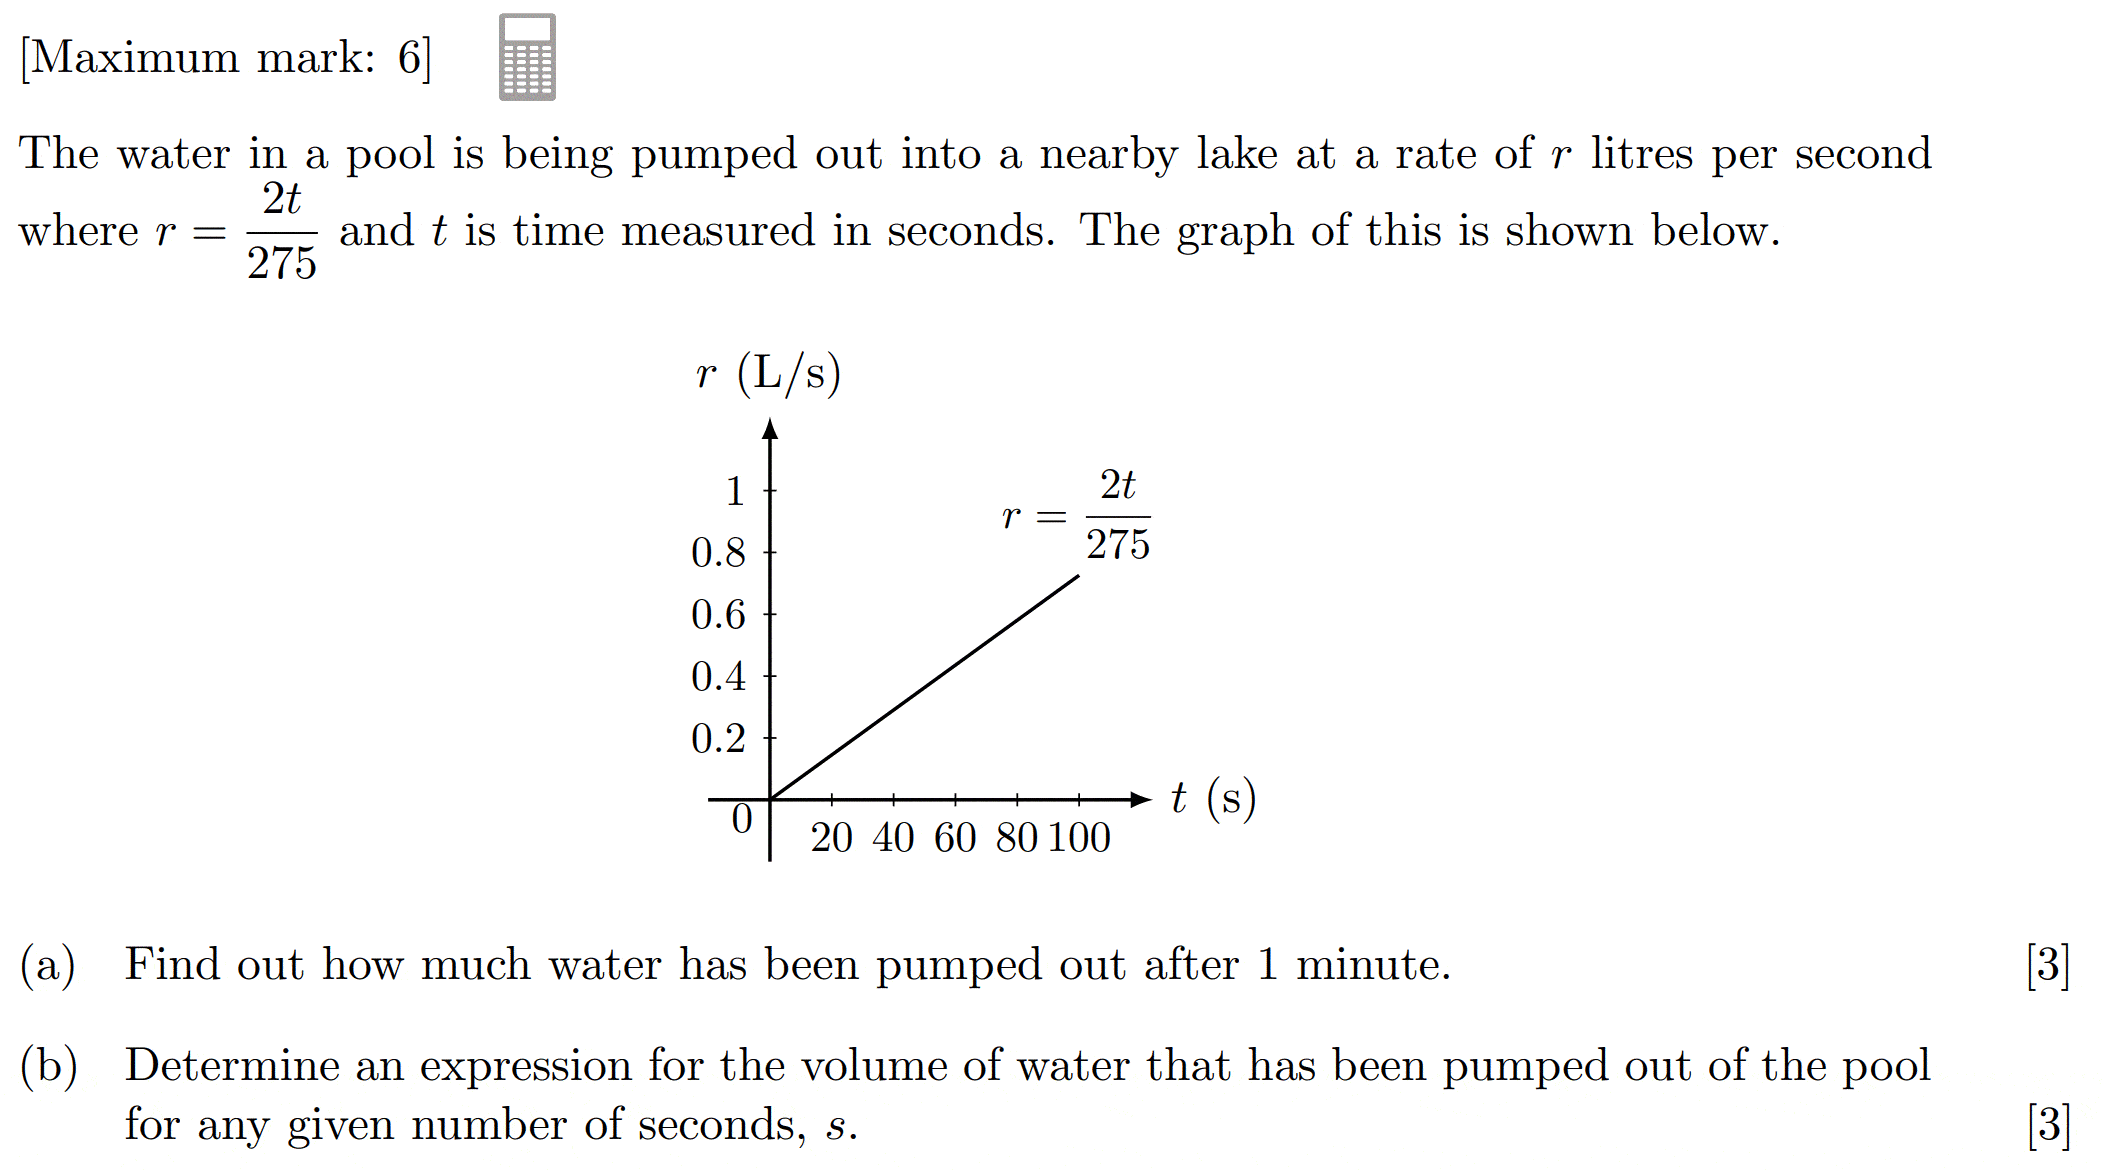 [Maximum mark: 6]
The water in a pool is being pumped out into a nearby lake at a rate of r litres per second
where r = 2t/275 and t is time measured in seconds. The graph of this is shown below.
r (L/s)
1
r = 2t/275
0.8
0.6
0.4
0.2
t (s)
0
20 40 60 80 100
(a) Find out how much water has been pumped out after 1 minute. [3]
(b) Determine an expression for the volume of water that has been pumped out of the pool
for any given number of seconds, s. [3]